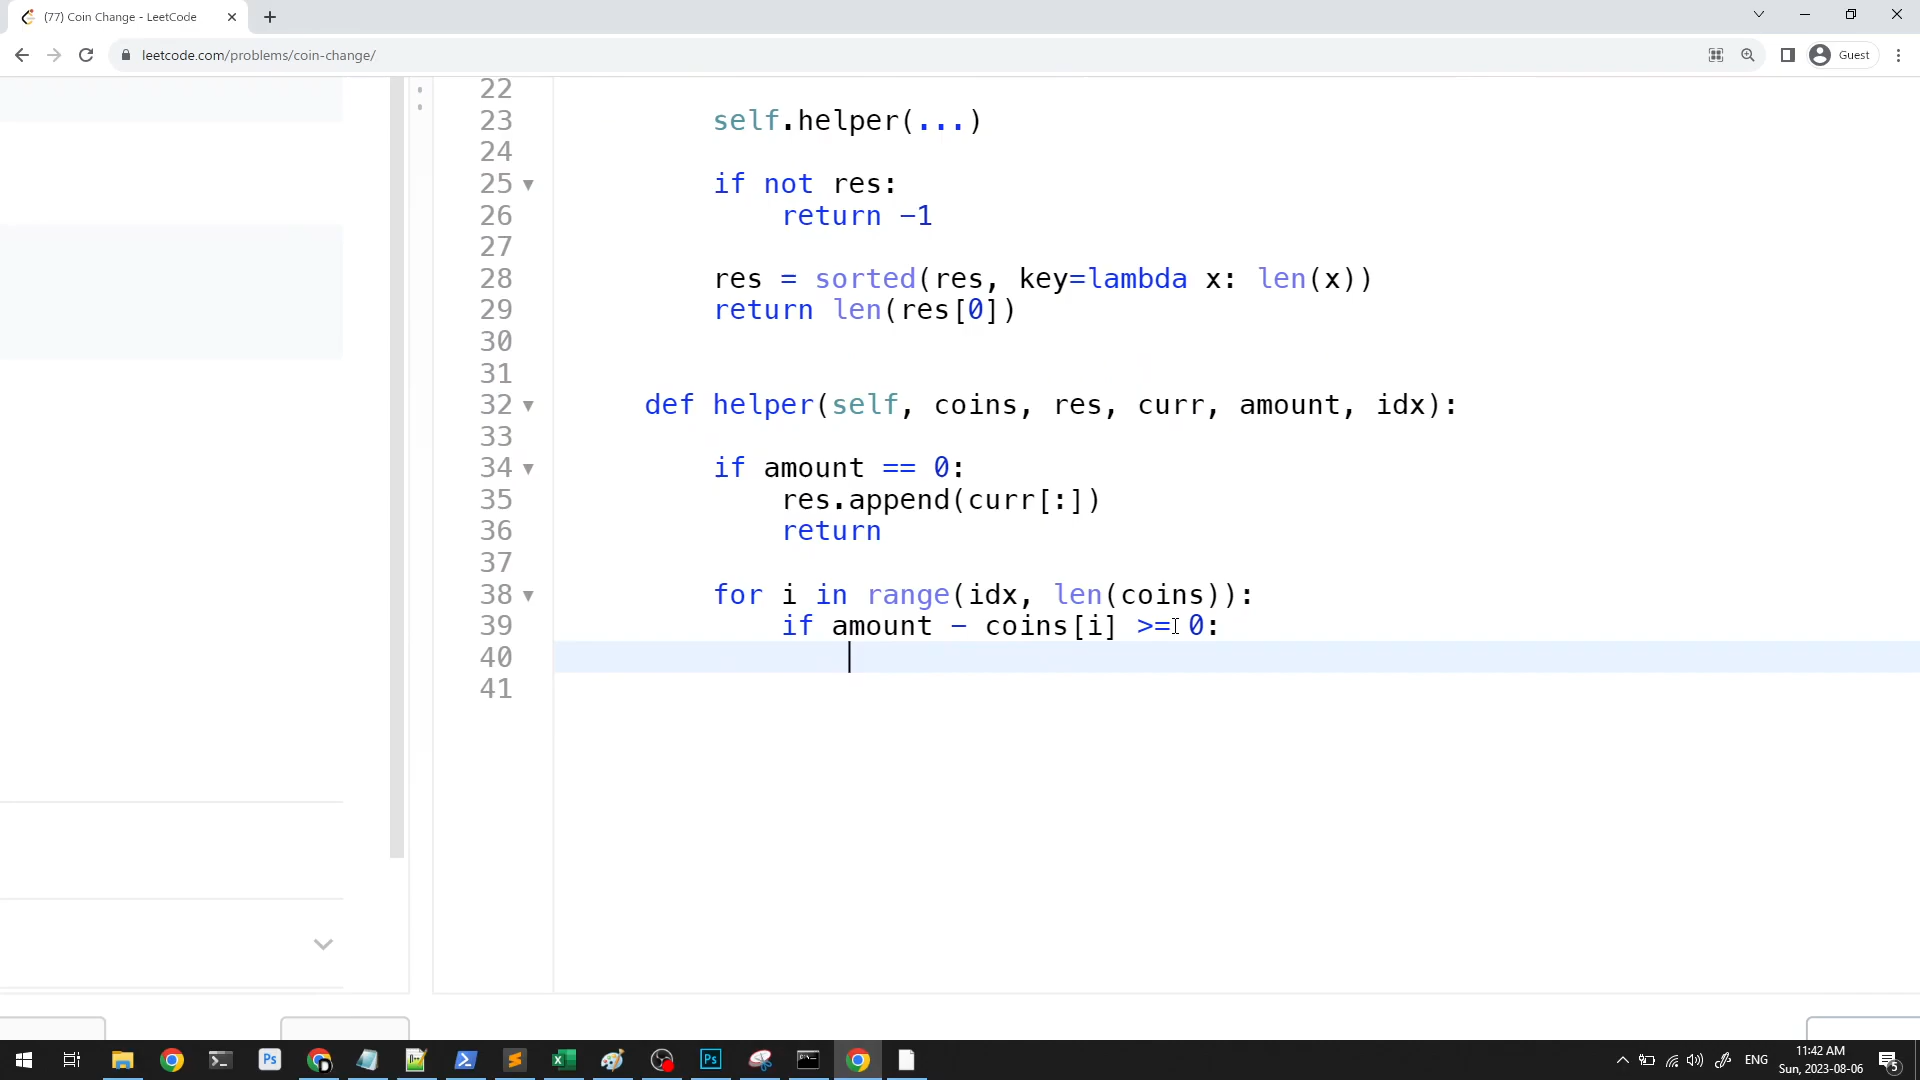 (77) Coin Change - LeetCode
leetcode.com/problems/coin-change/
Guest
22
23 self.helper(...)
24
25 if not res:
26 return -1
27
28 res = sorted(res, key=lambda x: len(x))
29 return len(res[0])
30
31
32 def helper(self, coins, res, curr, amount, idx):
33
34 if amount == 0:
35 res.append(curr[:])
36 return
37
38 for i in range(idx, len(coins)):
39 if amount - coins[i] >= 0:
40
41
Ps
Ps
ENG
11:42 AM
Sun, 2023-08-06
5